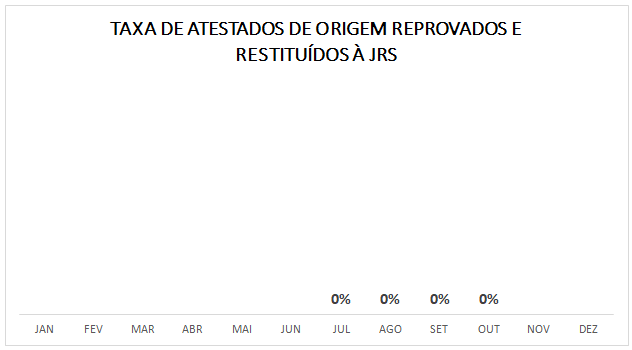 TAXA DE ATESTADOS DE ORIGEM REPROVADOS E
RESTITUÍDOS À JRS
0% 0% 0% 0%
JAN FEV MAR ABR MAI JUN JUL AGO SET OUT NOV DEZ